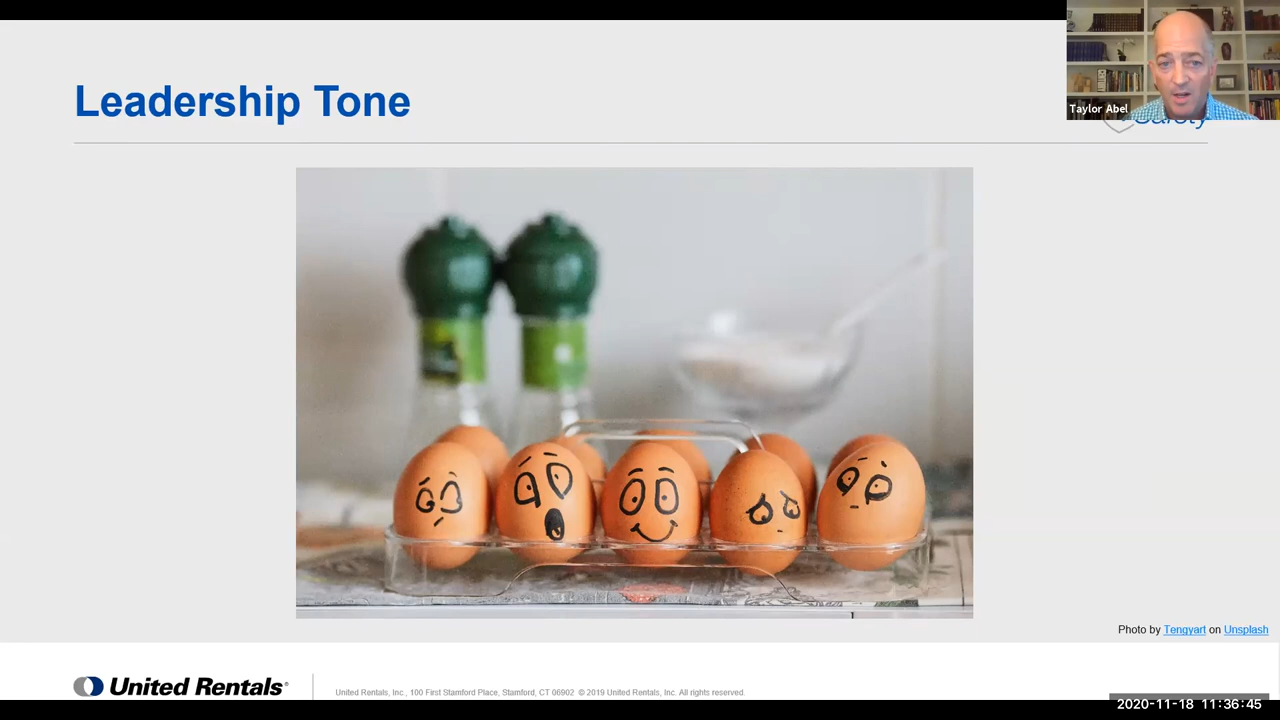 Leadership Tone
Taylor Abel
Safety
Photo by Tengyart on Unsplash
United Rentals®
United Rentals, Inc., 100 First Stamford Place, Stamford, CT 06902 © 2019 United Rentals, Inc. All rights reserved.
2020-11-18 11:36:45